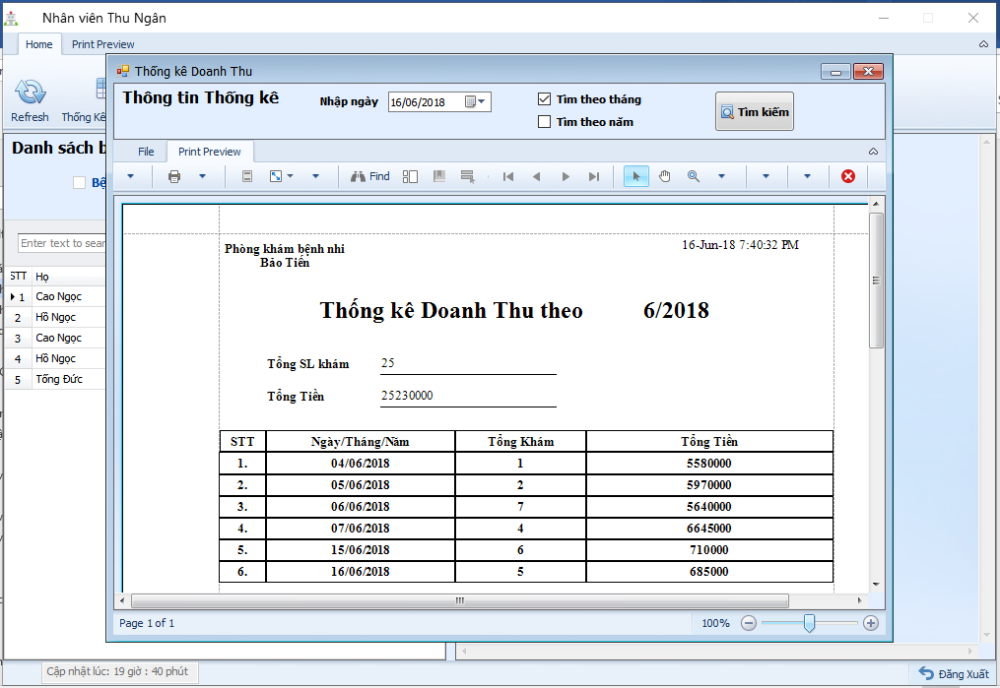 Nhân viên Thu Ngân
Home Print Preview
Refresh Thống Kê
Thống kê Doanh Thu
Thông tin Thống kê
Nhập ngày 16/06/2018
Tìm theo tháng
Tìm theo năm
Tìm kiếm
File Print Preview
Find
Danh sách b
Bệ
Enter text to sear
STT Họ
1 Cao Ngọc
2 Hồ Ngọc
3 Cao Ngọc
4 Hồ Ngọc
5 Tống Đức
Phòng khám bệnh nhi
Bảo Tiến
16-Jun-18 7:40:32 PM
Thống kê Doanh Thu theo 6/2018
Tổng SL khám 25
Tổng Tiền 25230000
STT Ngày/Tháng/Năm Tổng Khám Tổng Tiền
1. 04/06/2018 1 5580000
2. 05/06/2018 2 5970000
3. 06/06/2018 7 5640000
4. 07/06/2018 4 6645000
5. 15/06/2018 6 710000
6. 16/06/2018 5 685000
Page 1 of 1
100%
Cập nhật lúc: 19 giờ : 40 phút
Đăng Xuất